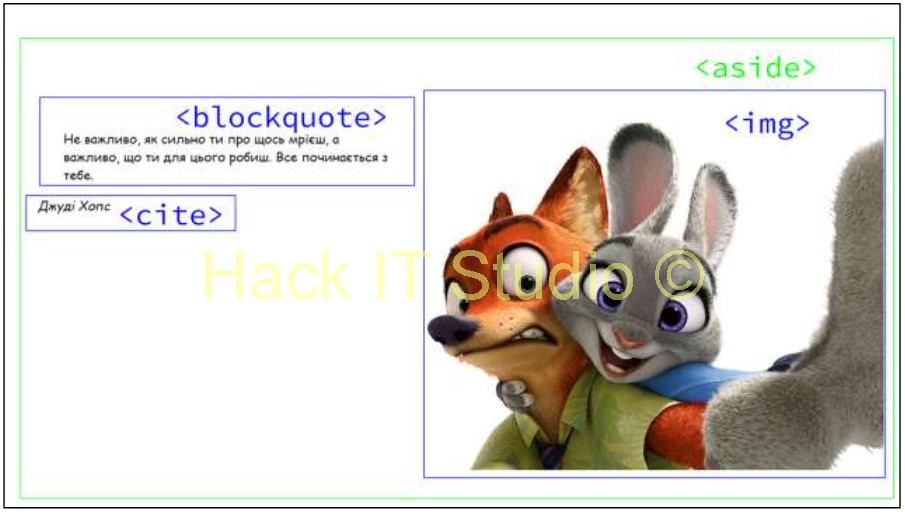 <aside>
<blockquote>
Не важливо, як сильно ти про щось мрієш, а
важливо, що ти для цього робиш. Все починається з
тебе.
<img>
Джуді Хопс <cite>
Hack IT Studio ©